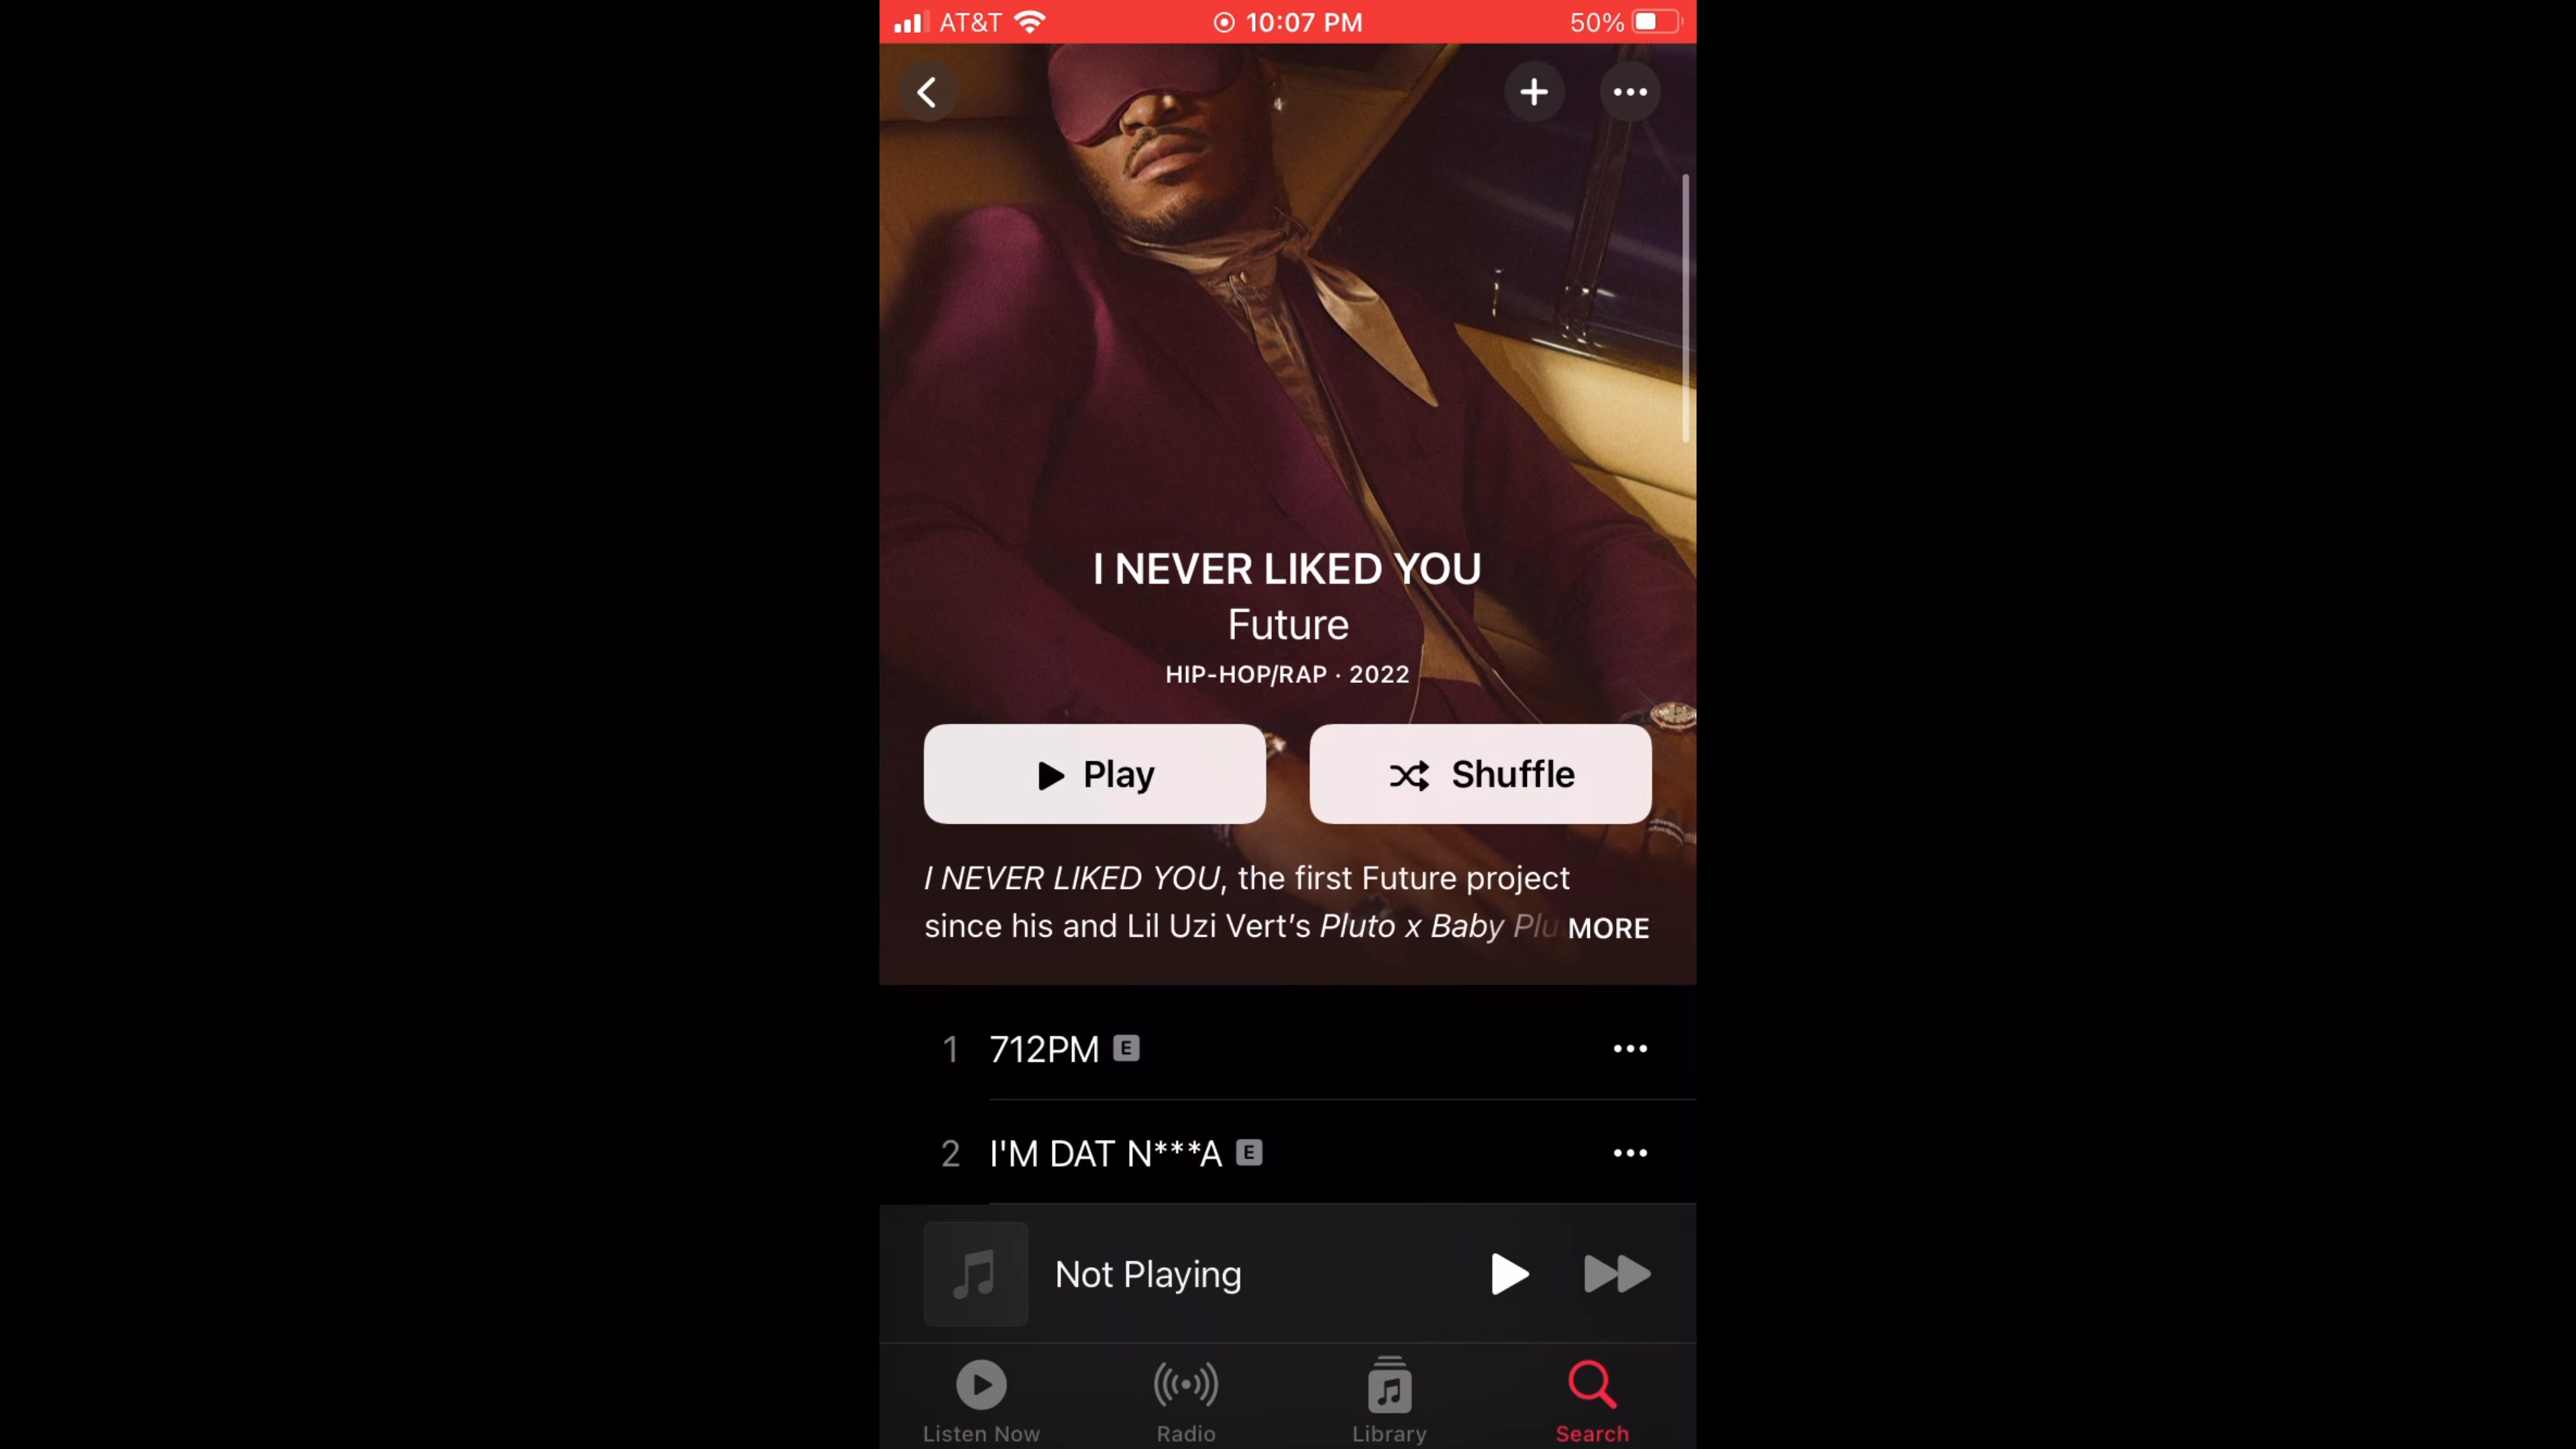 AT&T 10:07 PM 50%
I NEVER LIKED YOU
Future
HIP-HOP/RAP · 2022
Play Shuffle
I NEVER LIKED YOU, the first Future project
since his and Lil Uzi Vert's Pluto x Baby Plu MORE
1 712PM E
2 I'M DAT N***A E
Not Playing
Listen Now Radio Library Search